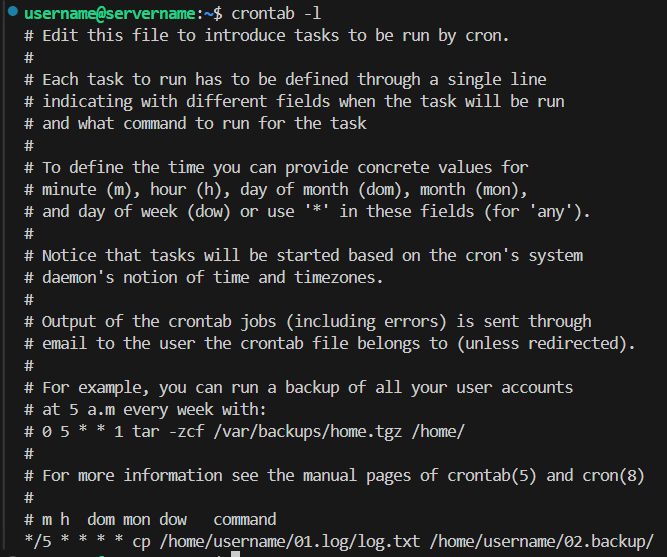 username@servername:~$ crontab -l
# Edit this file to introduce tasks to be run by cron.
#
# Each task to run has to be defined through a single line
# indicating with different fields when the task will be run
# and what command to run for the task
#
# To define the time you can provide concrete values for
# minute (m), hour (h), day of month (dom), month (mon),
# and day of week (dow) or use '*' in these fields (for 'any').
#
# Notice that tasks will be started based on the cron's system
# daemon's notion of time and timezones.
#
# Output of the crontab jobs (including errors) is sent through
# email to the user the crontab file belongs to (unless redirected).
#
# For example, you can run a backup of all your user accounts
# at 5 a.m every week with:
# 0 5 * * 1 tar -zcf /var/backups/home.tgz /home/
#
# For more information see the manual pages of crontab(5) and cron(8)
#
# m h  dom mon dow   command
*/5 * * * * cp /home/username/01.log/log.txt /home/username/02.backup/